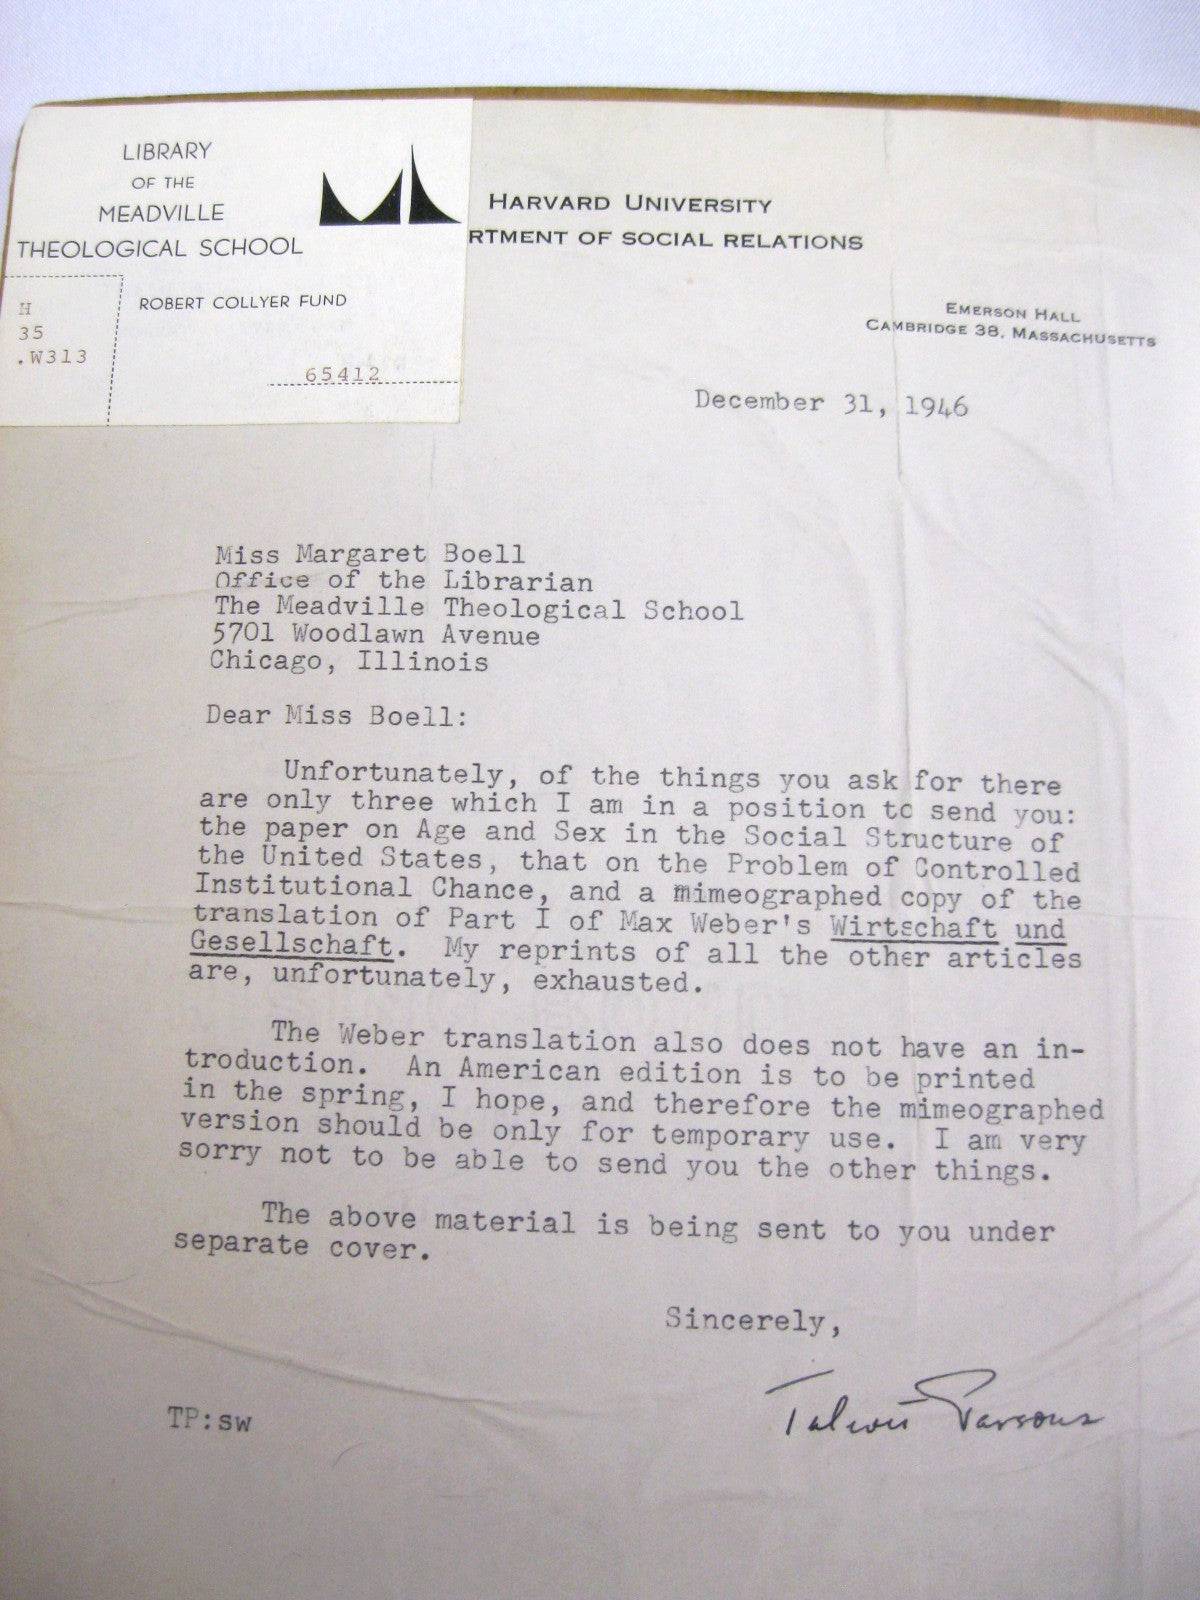 LIBRARY
OF THE
MEADVILLE
THEOLOGICAL SCHOOL
ROBERT COLLYER FUND
H
35
.W313
65412
HARVARD UNIVERSITY
RTMENT OF SOCIAL RELATIONS
EMERSON HALL
CAMBRIDGE 38, MASSACHUSETTS
December 31, 1946
Miss Margaret Boell
Office of the Librarian
The Meadville Theological School
5701 Woodlawn Avenue
Chicago, Illinois
Dear Miss Boell:
Unfortunately, of the things you ask for there
are only three which I am in a position to send you:
the paper on Age and Sex in the Social Structure of
the United States, that on the Problem of Controlled
Institutional Chance, and a mimeographed copy of the
translation of Part I of Max Weber's Wirtschaft und
Gesellschaft. My reprints of all the other articles
are, unfortunately, exhausted.
The Weber translation also does not have an in-
troduction. An American edition is to be printed
in the spring, I hope, and therefore the mimeographed
version should be only for temporary use. I am very
sorry not to be able to send you the other things.
The above material is being sent to you under
separate cover.
Sincerely,
Talcott Parsons
TP:sw